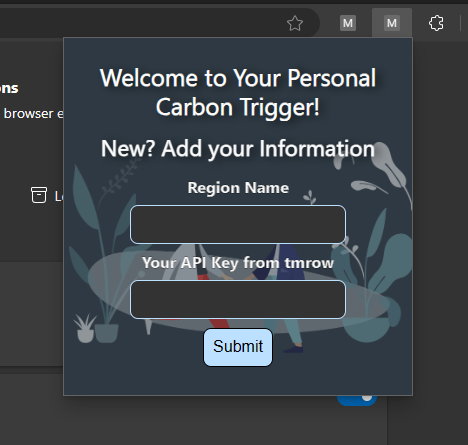 M
M
ons
browser e
Welcome to Your Personal
Carbon Trigger!
New? Add your Information
Region Name
Your API Key from tmrow
Submit